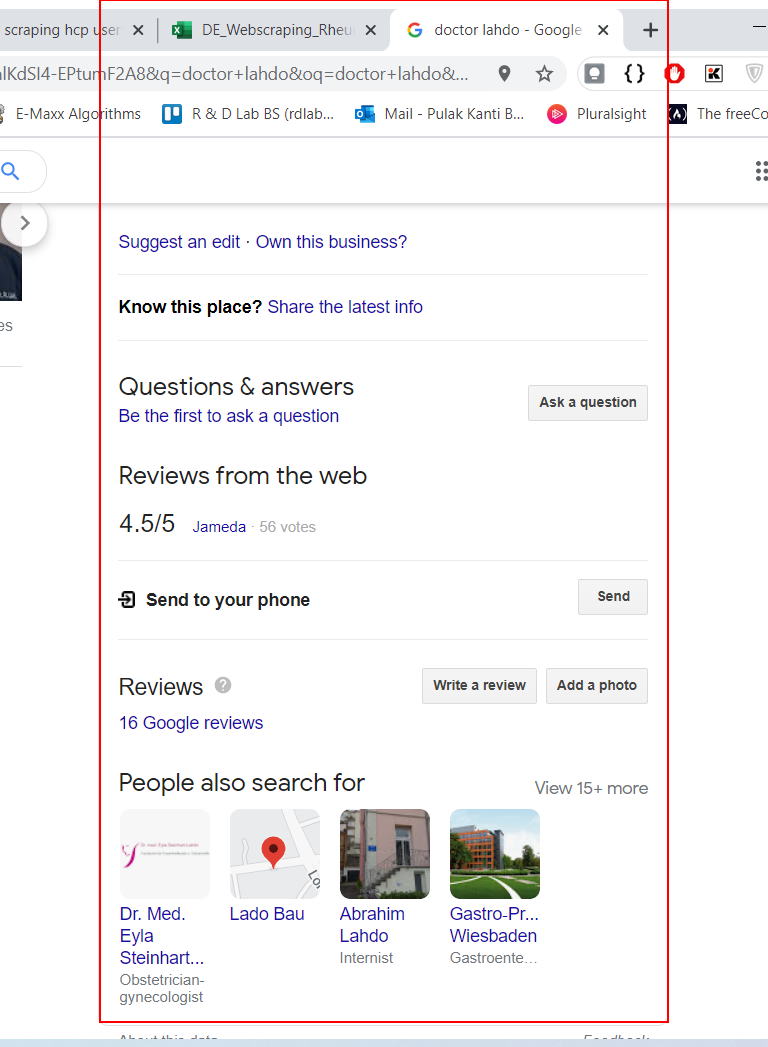 scraping hcp user
DE_Webscraping_Rheu
doctor lahdo - Google
lKdSI4-EPtumF2A8&q=doctor+lahdo&oq=doctor+lahdo&...
E-Maxx Algorithms
R & D Lab BS (rdlab...
Mail - Pulak Kanti B...
Pluralsight
The freeCo
Suggest an edit · Own this business?
Know this place? Share the latest info
Questions & answers
Be the first to ask a question
Ask a question
Reviews from the web
4.5/5 Jameda · 56 votes
Send to your phone
Send
Reviews
Write a review
Add a photo
16 Google reviews
People also search for
View 15+ more
Dr. Med.
Eyla
Steinhart...
Obstetrician-
gynecologist
Lado Bau
Abrahim
Lahdo
Internist
Gastro-Pr...
Wiesbaden
Gastroente...
About this data
Feedback